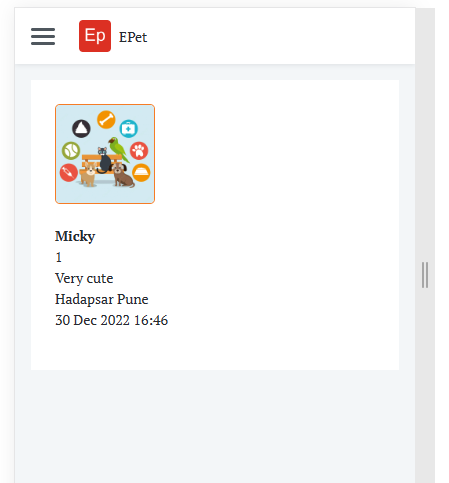 Ep EPet
Micky
1
Very cute
Hadapsar Pune
30 Dec 2022 16:46